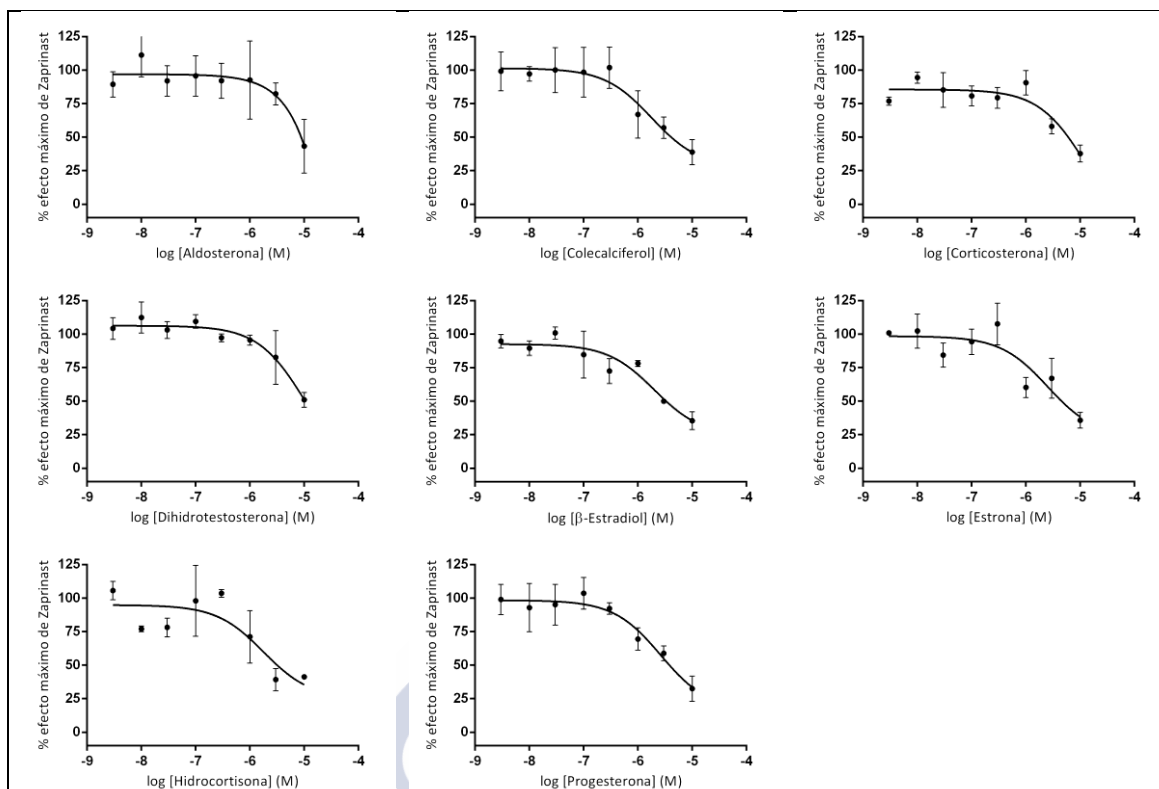 % efecto máximo de Zaprinast
125
100
75
50
25
0
-9 -8 -7 -6 -5 -4
log [Aldosterona] (M)
% efecto máximo de Zaprinast
125
100
75
50
25
0
-9 -8 -7 -6 -5 -4
log [Colecalciferol] (M)
% efecto máximo de Zaprinast
125
100
75
50
25
0
-9 -8 -7 -6 -5 -4
log [Corticosterona] (M)
% efecto máximo de Zaprinast
125
100
75
50
25
0
-9 -8 -7 -6 -5 -4
log [Dihidrotestosterona] (M)
% efecto máximo de Zaprinast
125
100
75
50
25
0
-9 -8 -7 -6 -5 -4
log [β-Estradiol] (M)
% efecto máximo de Zaprinast
125
100
75
50
25
0
-9 -8 -7 -6 -5 -4
log [Estrona] (M)
% efecto máximo de Zaprinast
125
100
75
50
25
0
-9 -8 -7 -6 -5 -4
log [Hidrocortisona] (M)
% efecto máximo de Zaprinast
125
100
75
50
25
0
-9 -8 -7 -6 -5 -4
log [Progesterona] (M)